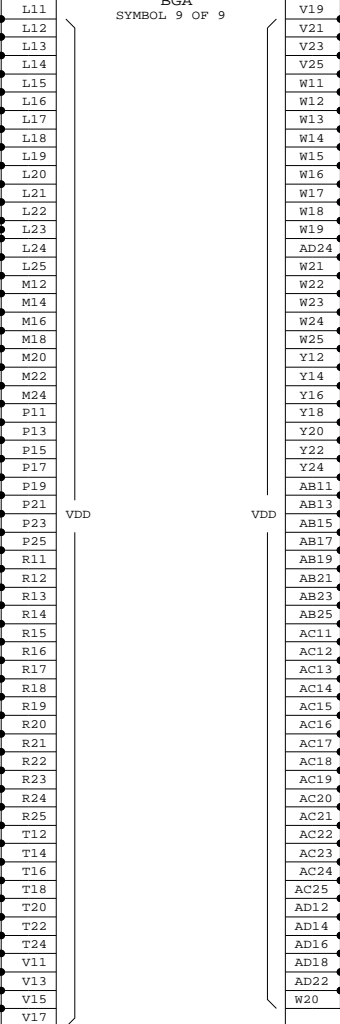 BGA
SYMBOL 9 OF 9
L11
L12
L13
L14
L15
L16
L17
L18
L19
L20
L21
L22
L23
L24
L25
M12
M14
M16
M18
M20
M22
M24
P11
P13
P15
P17
P19
P21
P23
P25
R11
R12
R13
R14
R15
R16
R17
R18
R19
R20
R21
R22
R23
R24
R25
T12
T14
T16
T18
T20
T22
T24
V11
V13
V15
V17
VDD
VDD
V19
V21
V23
V25
W11
W12
W13
W14
W15
W16
W17
W18
W19
AD24
W21
W22
W23
W24
W25
Y12
Y14
Y16
Y18
Y20
Y22
Y24
AB11
AB13
AB15
AB17
AB19
AB21
AB23
AB25
AC11
AC12
AC13
AC14
AC15
AC16
AC17
AC18
AC19
AC20
AC21
AC22
AC23
AC24
AC25
AD12
AD14
AD16
AD18
AD22
W20